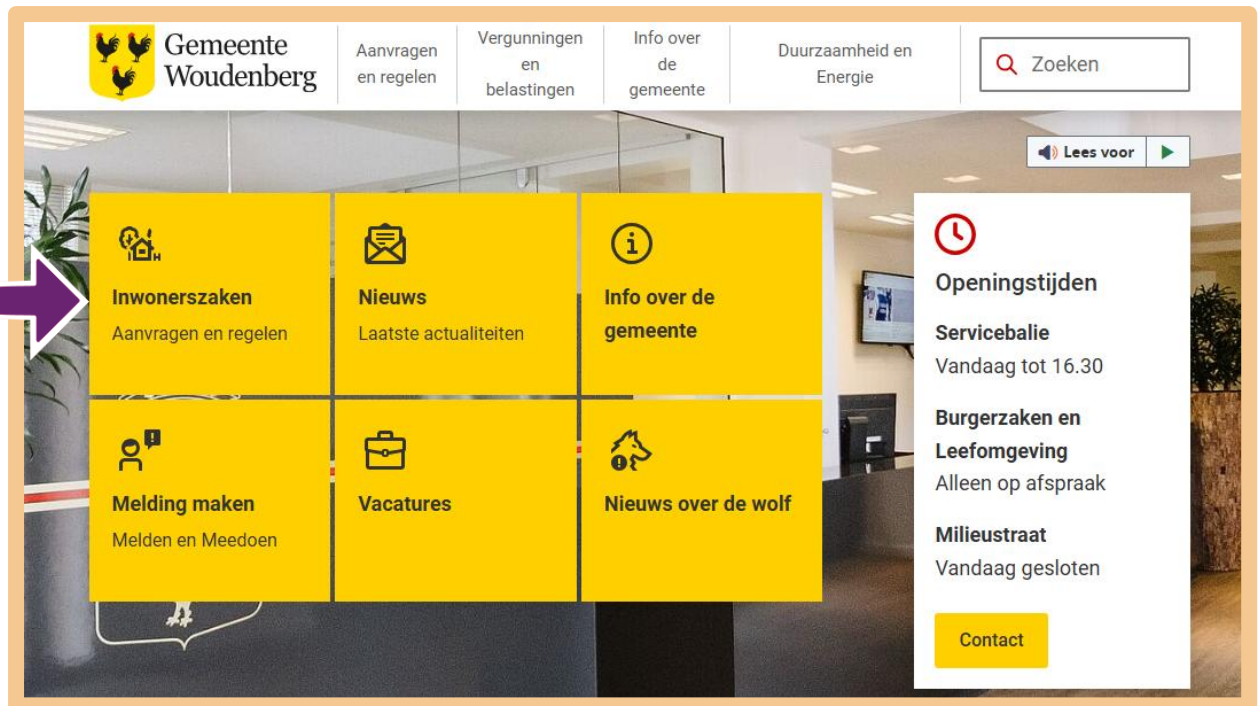 Gemeente
Woudenberg
Aanvragen
en regelen
Vergunningen
en
belastingen
Info over
de
gemeente
Duurzaamheid en
Energie
Zoeken
Lees voor
Inwonerszaken
Aanvragen en regelen
Nieuws
Laatste actualiteiten
Info over de
gemeente
Melding maken
Melden en Meedoen
Vacatures
Nieuws over de wolf
Openingstijden
Servicebalie
Vandaag tot 16.30
Burgerzaken en
Leefomgeving
Alleen op afspraak
Milieustraat
Vandaag gesloten
Contact